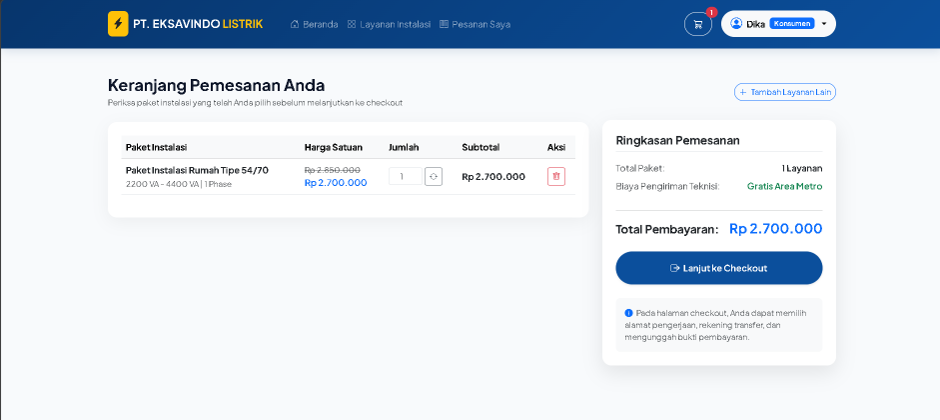 PT. EKSAVINDO LISTRIK
Beranda
Layanan Instalasi
Pesanan Saya
1
Dika Konsumen
Keranjang Pemesanan Anda
Periksa paket instalasi yang telah Anda pilih sebelum melanjutkan ke checkout
+ Tambah Layanan Lain
Paket Instalasi Harga Satuan Jumlah Subtotal Aksi
Paket Instalasi Rumah Tipe 54/70 Rp 2.850.000 1 Rp 2.700.000
2200 VA - 4400 VA | 1 Phase Rp 2.700.000
Ringkasan Pemesanan
Total Paket: 1 Layanan
Biaya Pengiriman Teknisi: Gratis Area Metro
Total Pembayaran: Rp 2.700.000
Lanjut ke Checkout
Pada halaman checkout, Anda dapat memilih
alamat pengerjaan, rekening transfer, dan
mengunggah bukti pembayaran.